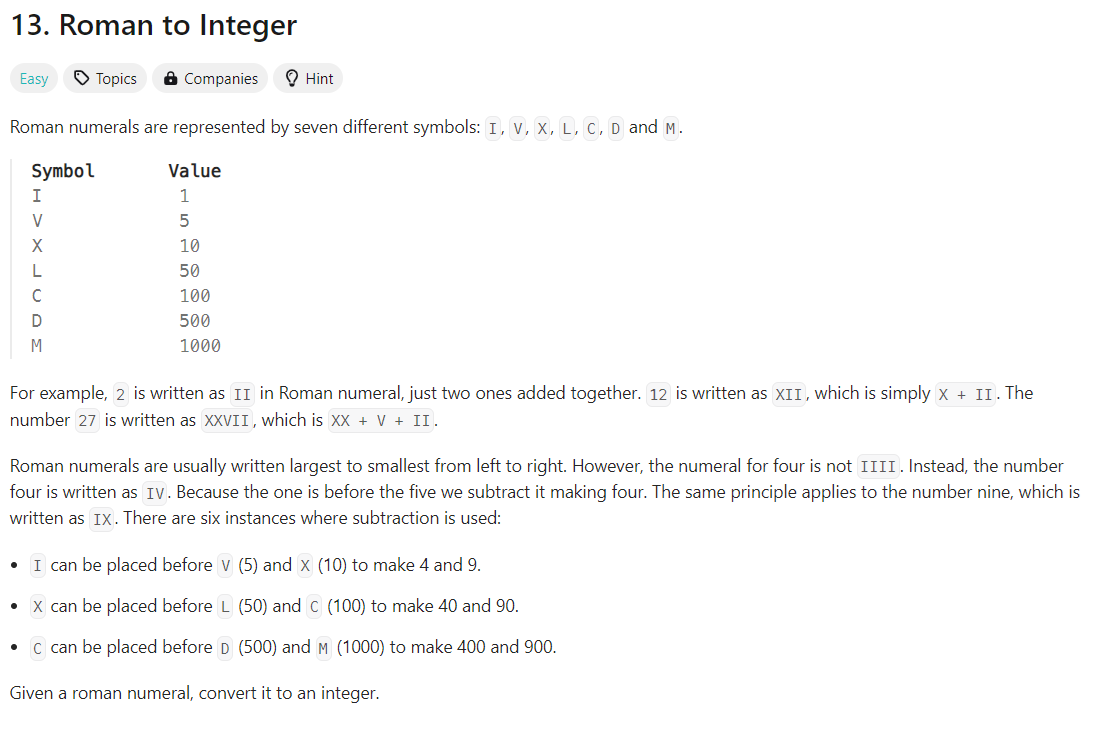 13. Roman to Integer
Easy Topics Companies Hint
Roman numerals are represented by seven different symbols: I, V, X, L, C, D and M.
Symbol Value
I 1
V 5
X 10
L 50
C 100
D 500
M 1000
For example, 2 is written as II in Roman numeral, just two ones added together. 12 is written as XII, which is simply X + II. The
number 27 is written as XXVII, which is XX + V + II.
Roman numerals are usually written largest to smallest from left to right. However, the numeral for four is not IIII. Instead, the number
four is written as IV. Because the one is before the five we subtract it making four. The same principle applies to the number nine, which is
written as IX. There are six instances where subtraction is used:
• I can be placed before V (5) and X (10) to make 4 and 9.
• X can be placed before L (50) and C (100) to make 40 and 90.
• C can be placed before D (500) and M (1000) to make 400 and 900.
Given a roman numeral, convert it to an integer.